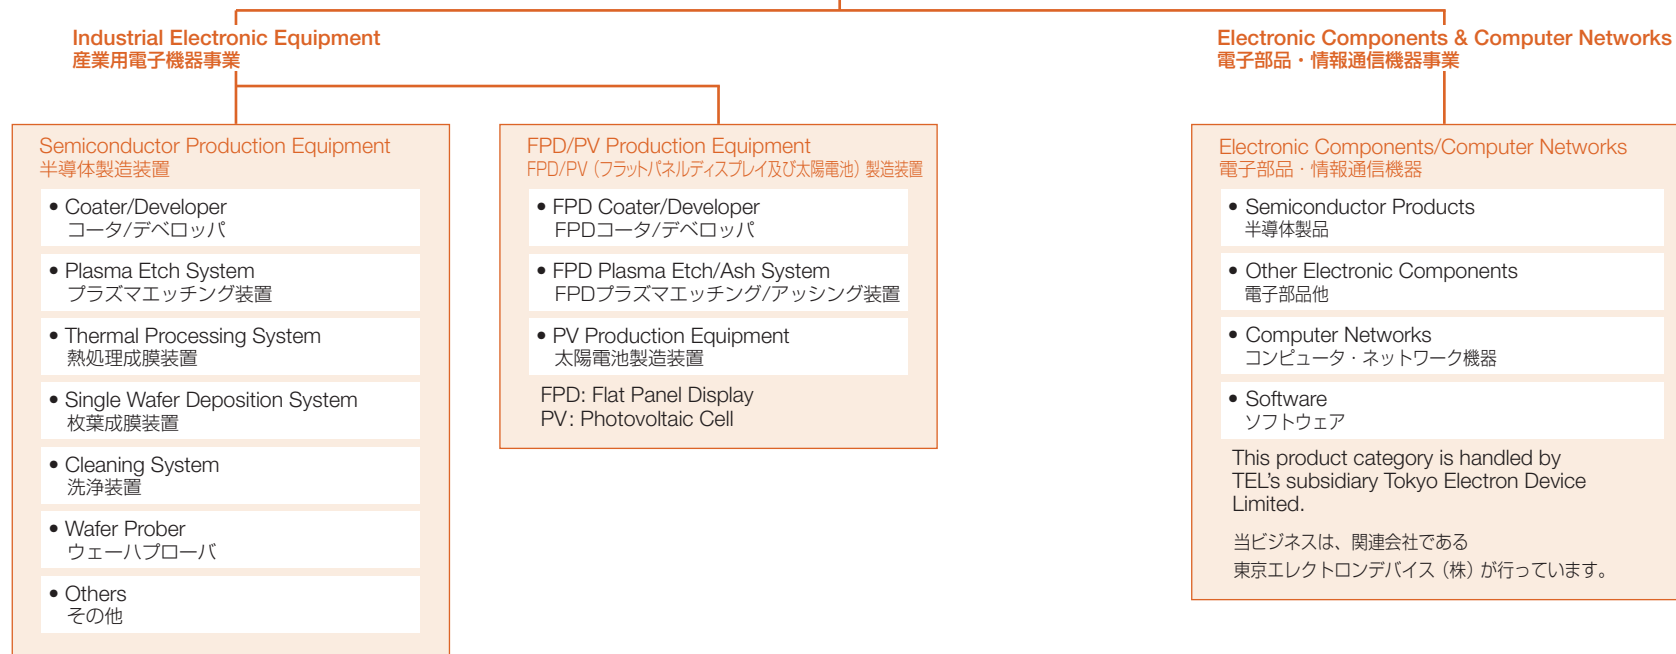 Industrial Electronic Equipment
産業用電子機器事業
Semiconductor Production Equipment
半導体製造装置
• Coater/Developer
コータ/デベロッパ
• Plasma Etch System
プラズマエッチング装置
• Thermal Processing System
熱処理成膜装置
• Single Wafer Deposition System
枚葉成膜装置
• Cleaning System
洗浄装置
• Wafer Prober
ウェーハプローバ
• Others
その他
FPD/PV Production Equipment
FPD/PV（フラットパネルディスプレイ及び太陽電池）製造装置
• FPD Coater/Developer
FPDコータ/デベロッパ
• FPD Plasma Etch/Ash System
FPDプラズマエッチング/アッシング装置
• PV Production Equipment
太陽電池製造装置
FPD: Flat Panel Display
PV: Photovoltaic Cell
Electronic Components & Computer Networks
電子部品・情報通信機器事業
Electronic Components/Computer Networks
電子部品・情報通信機器
• Semiconductor Products
半導体製品
• Other Electronic Components
電子部品他
• Computer Networks
コンピュータ・ネットワーク機器
• Software
ソフトウェア
This product category is handled by
TEL's subsidiary Tokyo Electron Device
Limited.
当ビジネスは、関連会社である
東京エレクトロンデバイス（株）が行っています。